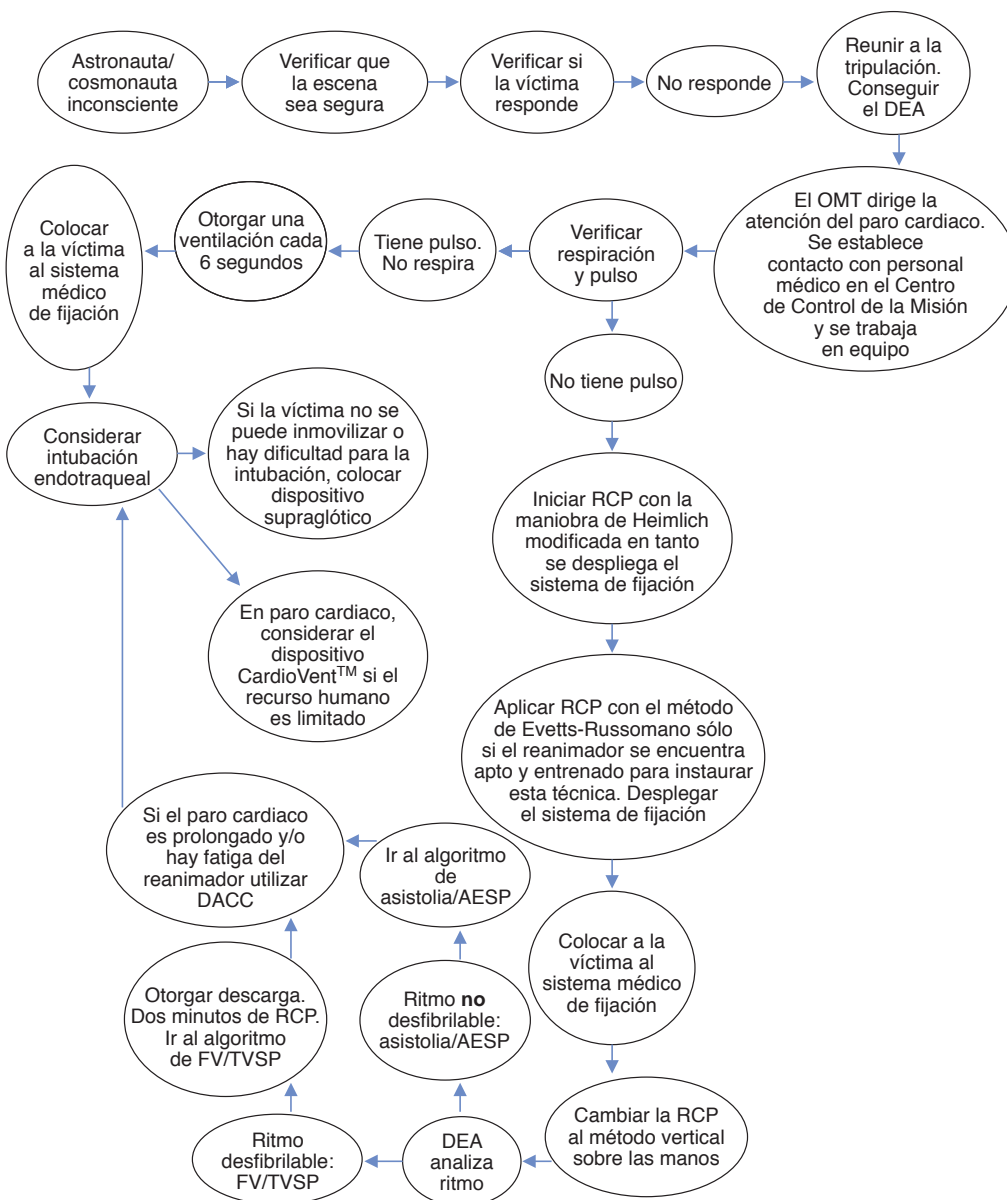 Astronauta/
cosmonauta
inconsciente
Verificar que
la escena
sea segura
Verificar si
la víctima
responde
No responde
Reunir a la
tripulación.
Conseguir
el DEA
El OMT dirige la
atención del paro cardiaco.
Se establece
contacto con personal
médico en el Centro
de Control de la Misión
y se trabaja
en equipo
Verificar
respiración
y pulso
Tiene pulso.
No respira
Otorgar una
ventilación cada
6 segundos
Colocar
a la víctima
al sistema
médico
de fijación
Considerar
intubación
endotraqueal
Si la víctima no se
puede inmovilizar o
hay dificultad para la
intubación, colocar
dispositivo
supraglótico
En paro cardiaco,
considerar el
dispositivo
CardioVent™ si el
recurso humano
es limitado
No tiene pulso
Iniciar RCP con la
maniobra de Heimlich
modificada en tanto
se despliega el
sistema de fijación
Aplicar RCP con el método
de Evetts-Russomano sólo
si el reanimador se encuentra
apto y entrenado para instaurar
esta técnica. Desplegar
el sistema de fijación
Colocar a la
víctima al
sistema médico
de fijación
Cambiar la RCP
al método vertical
sobre las manos
DEA
analiza
ritmo
Ritmo no
desfibrilable:
asistolia/AESP
Ir al algoritmo
de
asistolia/AESP
Ritmo
desfibrilable:
FV/TVSP
Otorgar descarga.
Dos minutos de RCP.
Ir al algoritmo
de FV/TVSP
Si el paro cardiaco
es prolongado y/o
hay fatiga del
reanimador utilizar
DACC